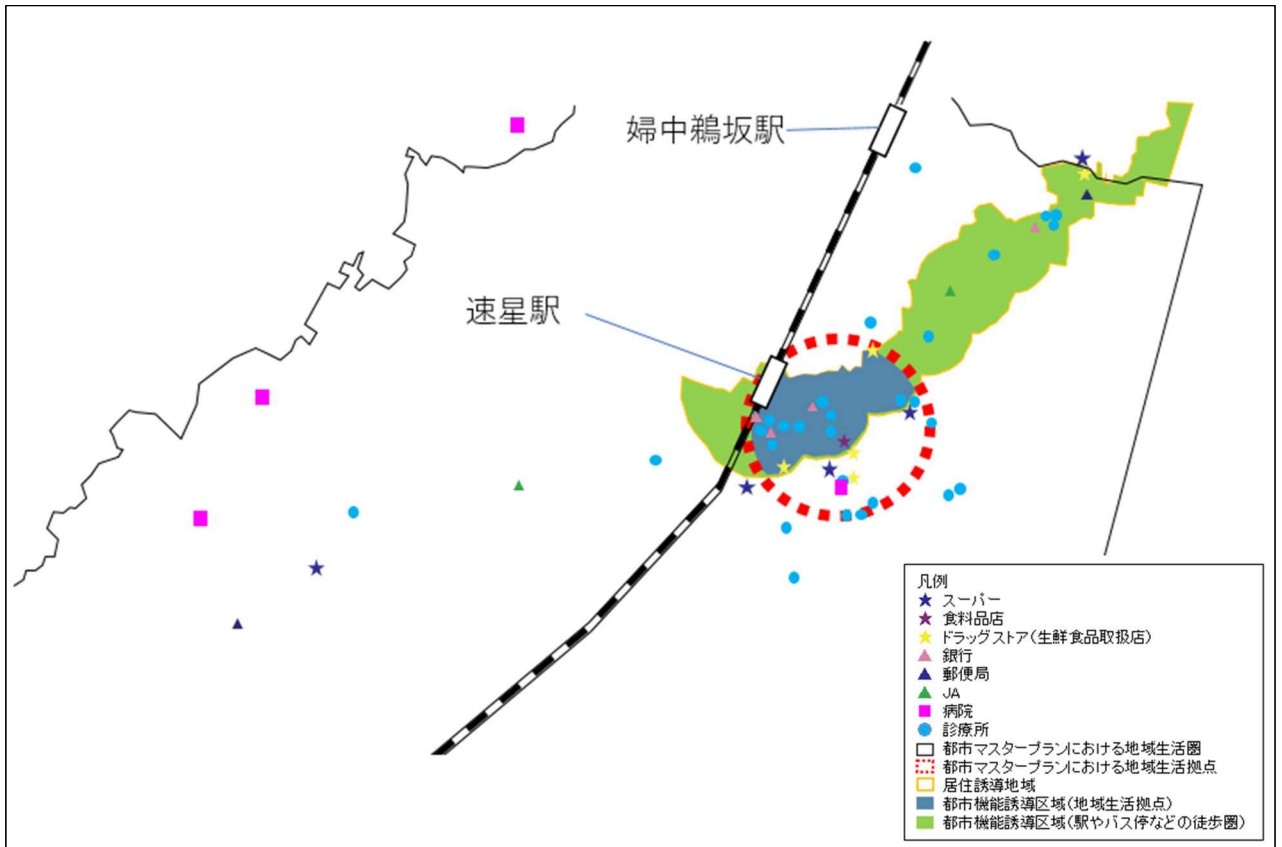 婦中鵜坂駅
速星駅
凡例
スーパー
食料品店
ドラッグストア(生鮮食品取扱店)
銀行
郵便局
JA
病院
診療所
都市マスタープランにおける地域生活圏
都市マスタープランにおける地域生活拠点
居住誘導地域
都市機能誘導区域(地域生活拠点)
都市機能誘導区域(駅やバス停などの徒歩圏)